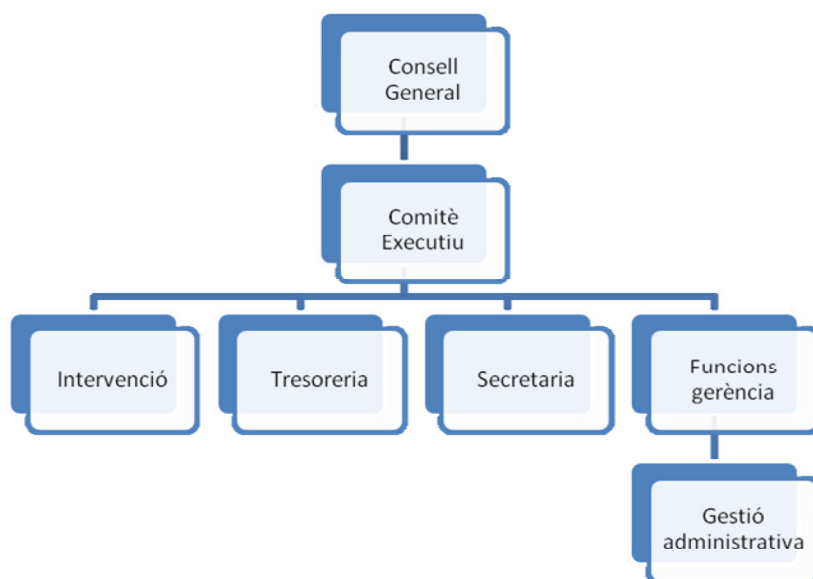 Consell
General
Comitè
Executiu
Intervenció
Tresoreria
Secretaria
Funcions
gerència
Gestió
administrativa